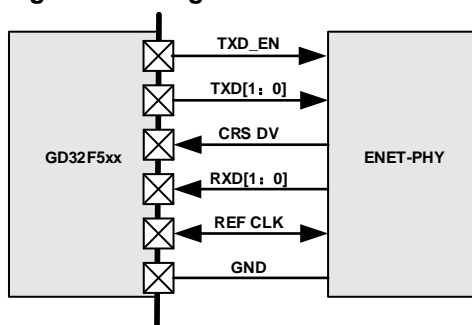 TXD_EN
TXD[1：0]
CRS DV
GD32F5xx
ENET-PHY
RXD[1：0]
REF CLK
GND